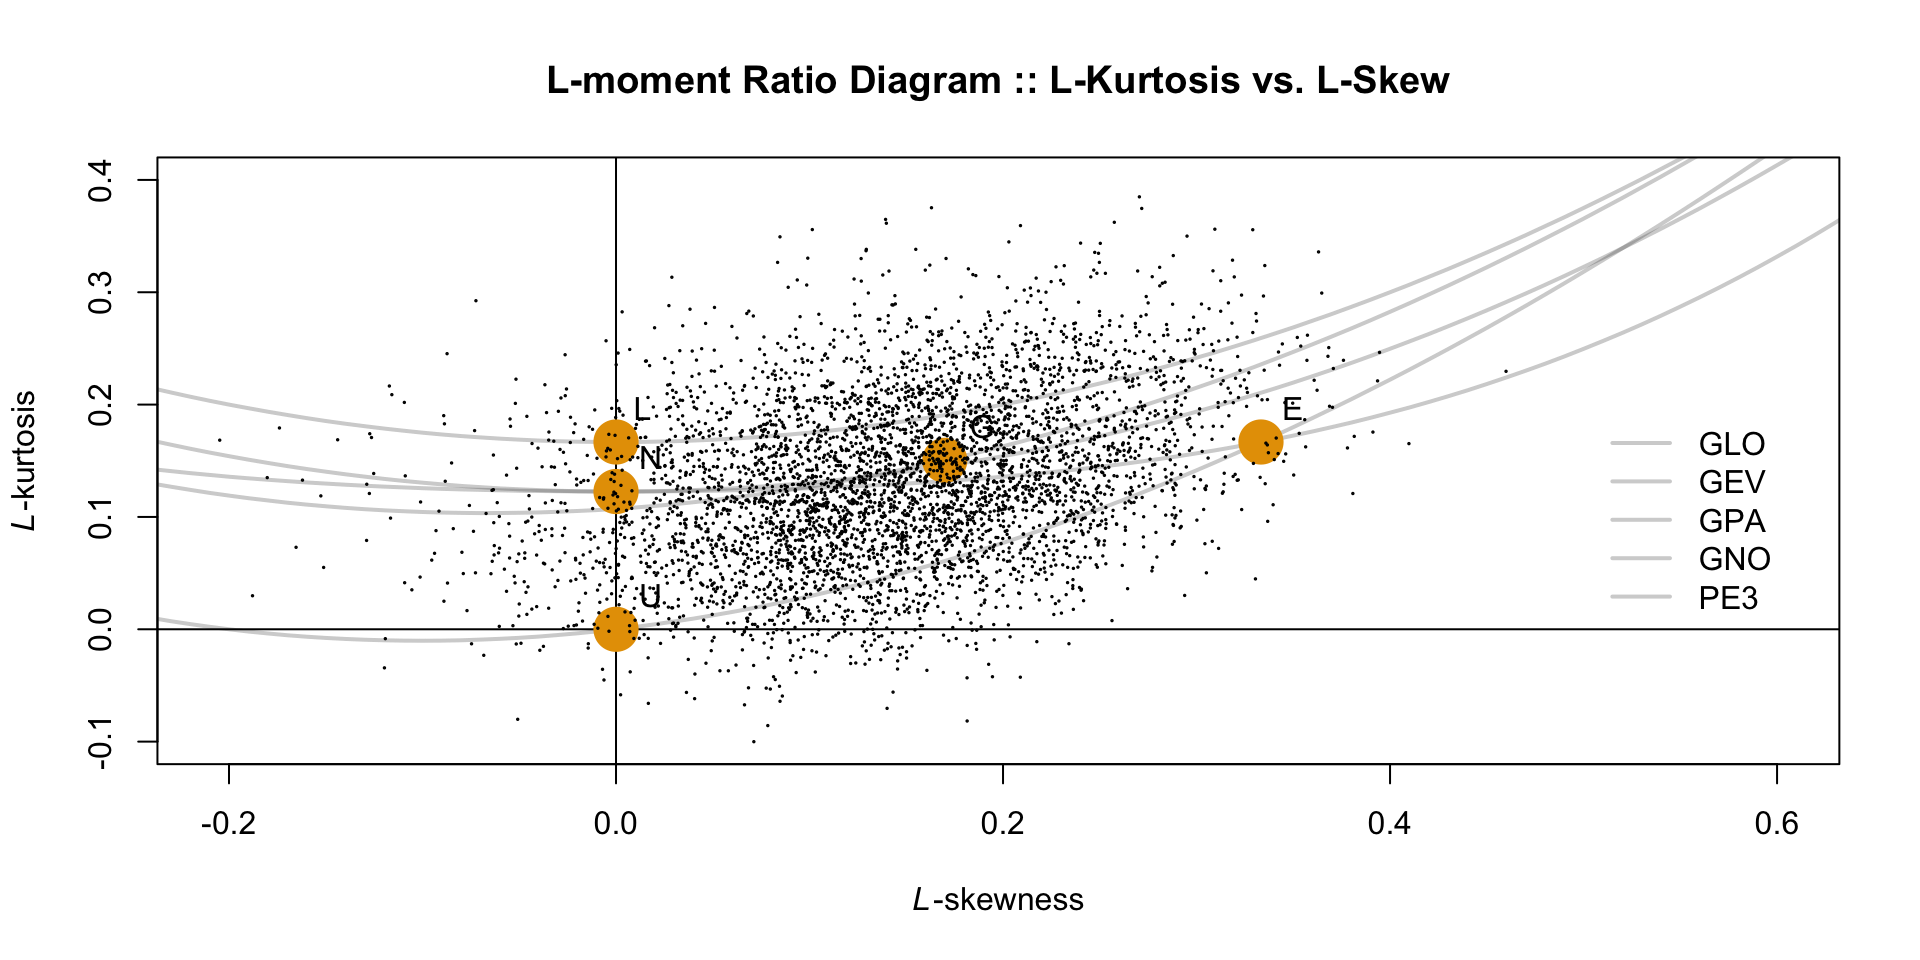 L-moment Ratio Diagram :: L-Kurtosis vs. L-Skew
L-kurtosis
0.4
0.3
0.2
0.1
0.0
-0.1
L
N
G
E
U
GLO
GEV
GPA
GNO
PE3
-0.2
0.0
0.2
0.4
0.6
L-skewness